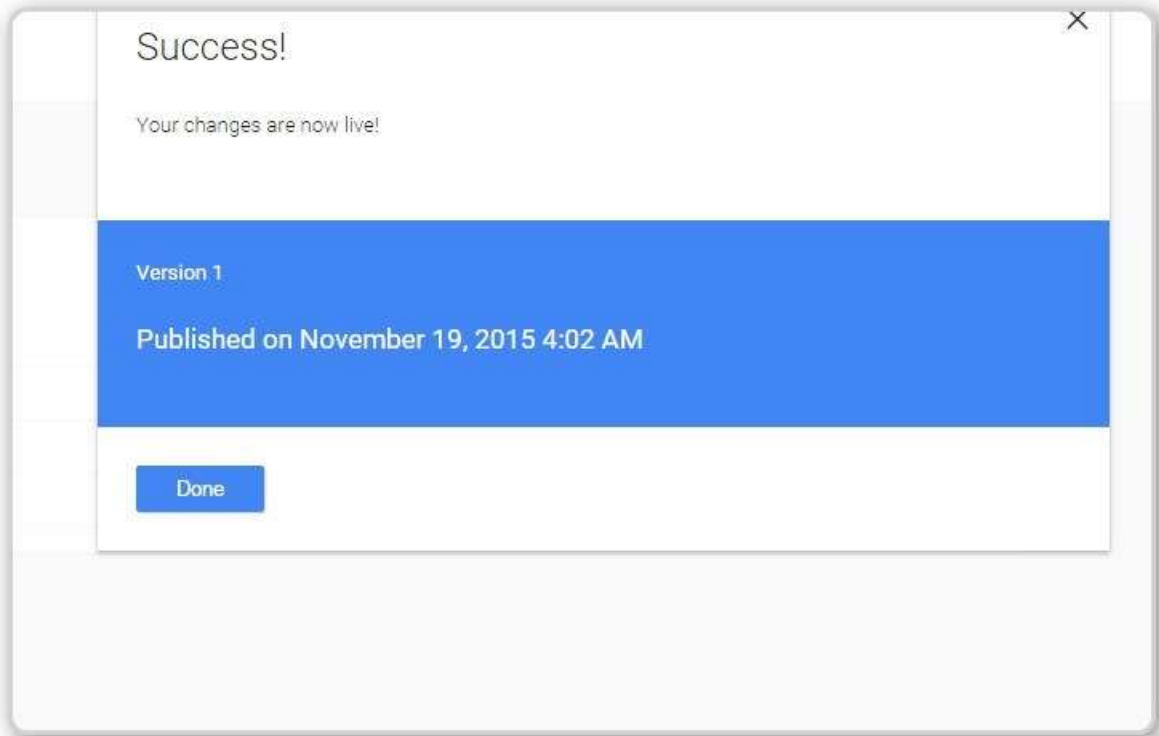 Success!
Your changes are now live!
Version 1
Published on November 19, 2015 4:02 AM
Done